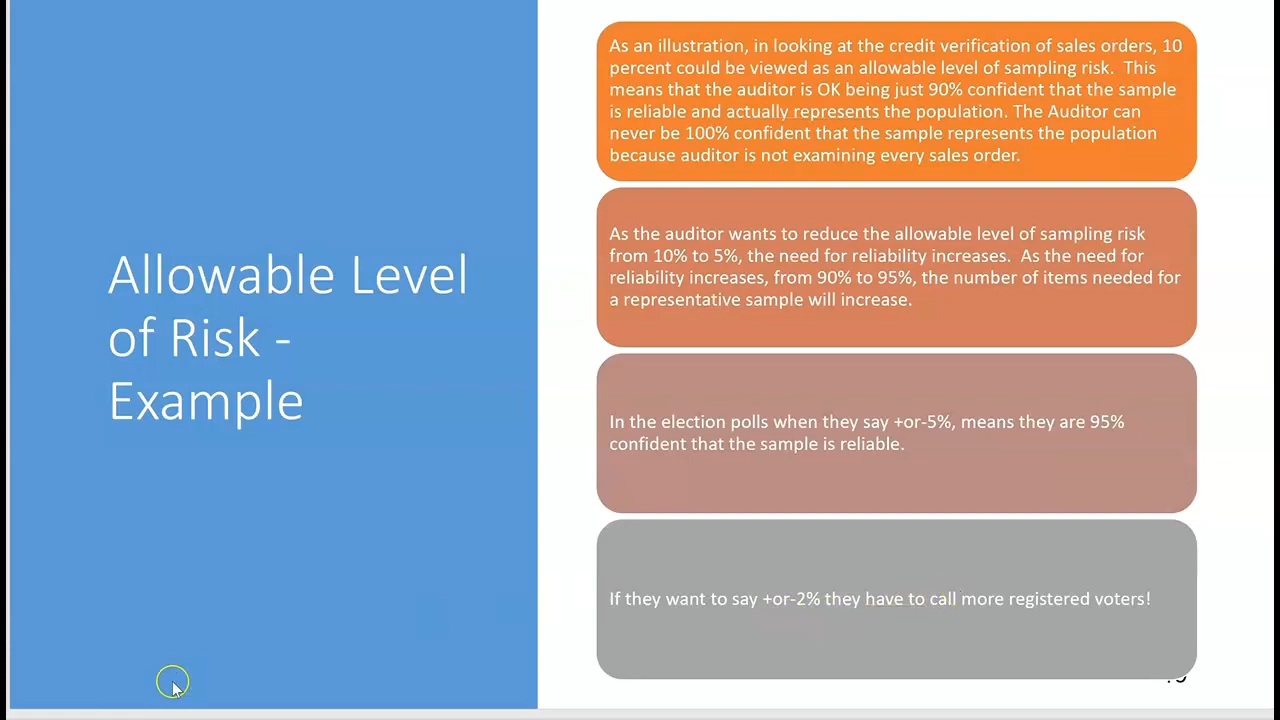 Allowable Level
of Risk -
Example
As an illustration, in looking at the credit verification of sales orders, 10
percent could be viewed as an allowable level of sampling risk.  This
means that the auditor is OK being just 90% confident that the sample
is reliable and actually represents the population. The Auditor can
never be 100% confident that the sample represents the population
because auditor is not examining every sales order.
As the auditor wants to reduce the allowable level of sampling risk
from 10% to 5%, the need for reliability increases.  As the need for
reliability increases, from 90% to 95%, the number of items needed for
a representative sample will increase.
In the election polls when they say +or-5%, means they are 95%
confident that the sample is reliable.
If they want to say +or-2% they have to call more registered voters!